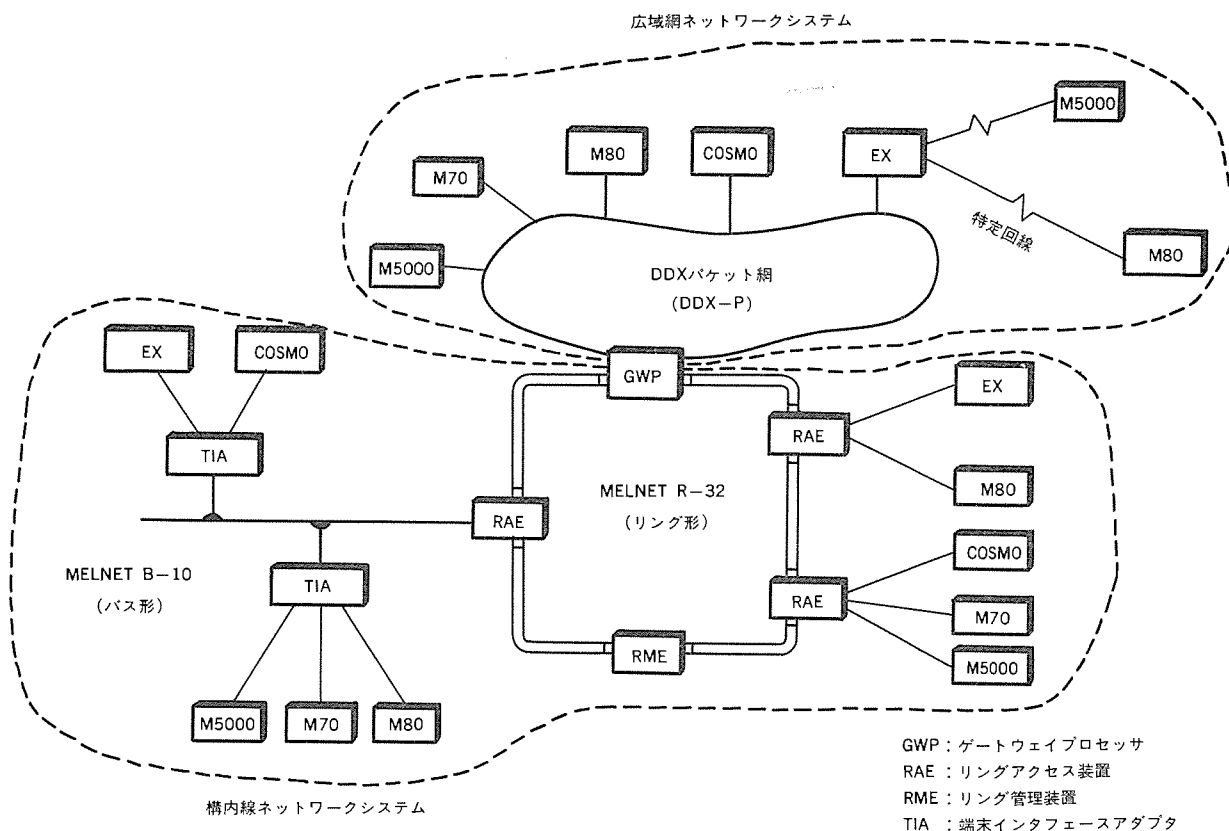 広域網ネットワークシステム
M5000
M80
COSMO
EX
M70
特定回線
M5000
M80
DDXパケット網
(DDX-P)
EX
COSMO
GWP
EX
TIA
RAE
M80
MELNET R-32
(リング形)
RAE
COSMO
MELNET B-10
(バス形)
TIA
RAE
M70
RME
M5000
M5000
M70
M80
GWP：ゲートウェイプロセッサ
RAE：リングアクセス装置
RME：リング管理装置
TIA：端末インタフェースアダプタ
構内線ネットワークシステム